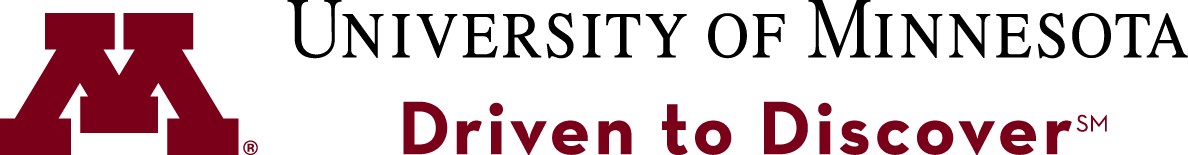 M®
University of Minnesota
Driven to Discover℠